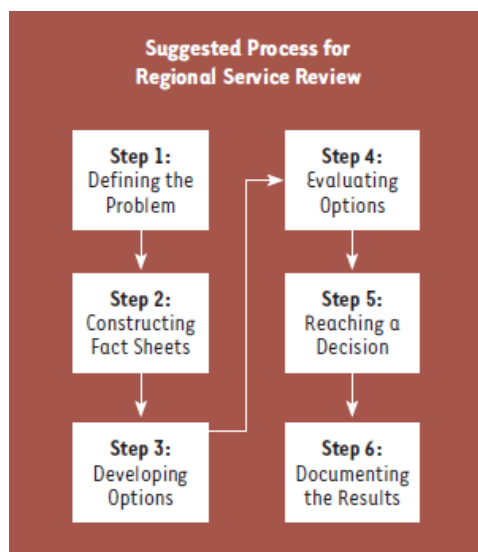 Suggested Process for
Regional Service Review
Step 1:
Defining the
Problem
Step 2:
Constructing
Fact Sheets
Step 3:
Developing
Options
Step 4:
Evaluating
Options
Step 5:
Reaching a
Decision
Step 6:
Documenting
the Results